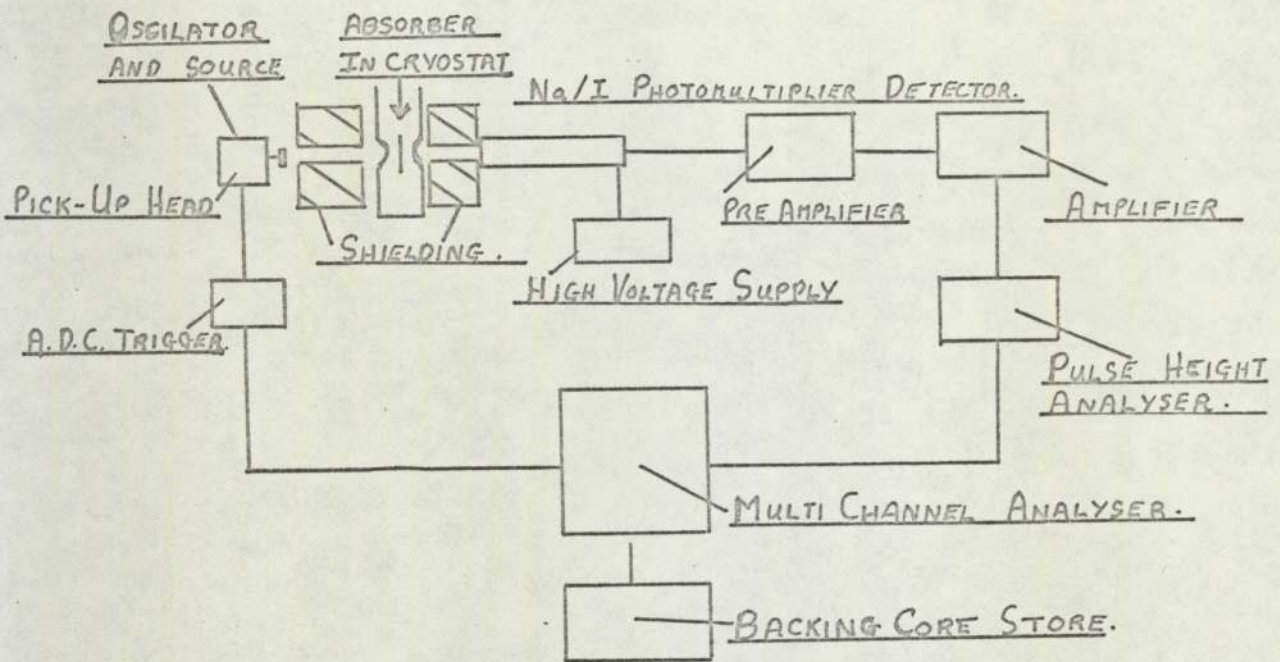 OSSILATOR
AND SOURCE
ABSORBER
IN CRYOSTAT
Na/I PHOTOMULTIPLIER DETECTOR.
PICK-UP HEAD
SHIELDING.
PRE AMPLIFIER
AMPLIFIER
HIGH VOLTAGE SUPPLY
A.D.C. TRIGGER
PULSE HEIGHT
ANALYSER.
MULTI CHANNEL ANALYSER.
BACKING CORE STORE.